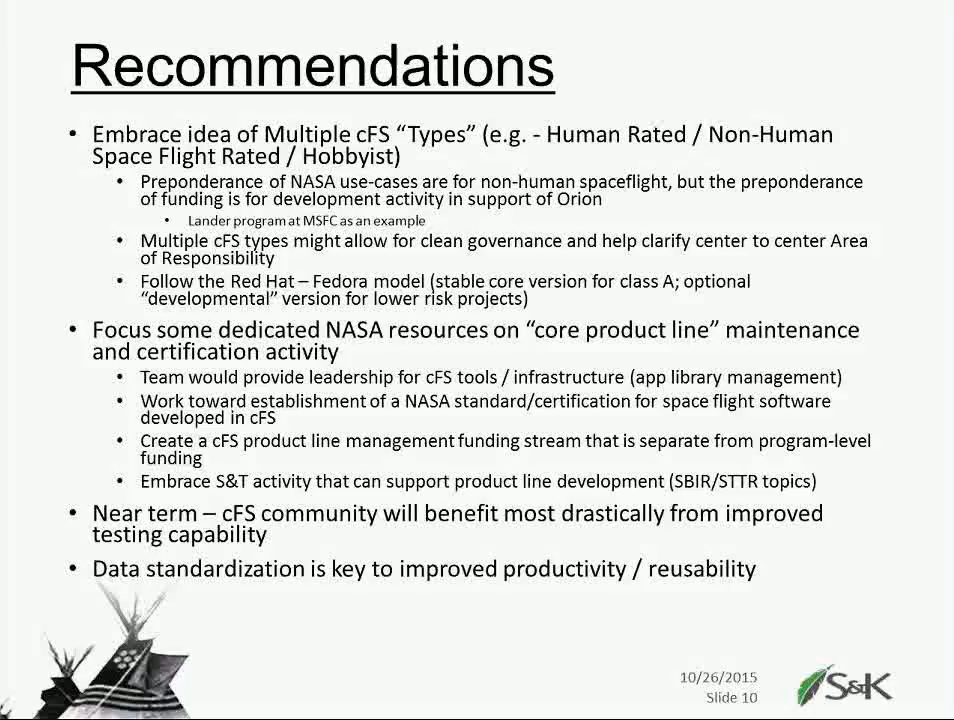 Recommendations
• Embrace idea of Multiple cFS “Types” (e.g. - Human Rated / Non-Human
Space Flight Rated / Hobbyist)
• Preponderance of NASA use-cases are for non-human spaceflight, but the preponderance
of funding is for development activity in support of Orion
• Lander program at MSFC as an example
• Multiple cFS types might allow for clean governance and help clarify center to center Area
of Responsibility
• Follow the Red Hat – Fedora model (stable core version for class A; optional
“developmental” version for lower risk projects)
• Focus some dedicated NASA resources on “core product line” maintenance
and certification activity
• Team would provide leadership for cFS tools / infrastructure (app library management)
• Work toward establishment of a NASA standard/certification for space flight software
developed in cFS
• Create a cFS product line management funding stream that is separate from program-level
funding
• Embrace S&T activity that can support product line development (SBIR/STTR topics)
• Near term – cFS community will benefit most drastically from improved
testing capability
• Data standardization is key to improved productivity / reusability
10/26/2015
Slide 10
S&K